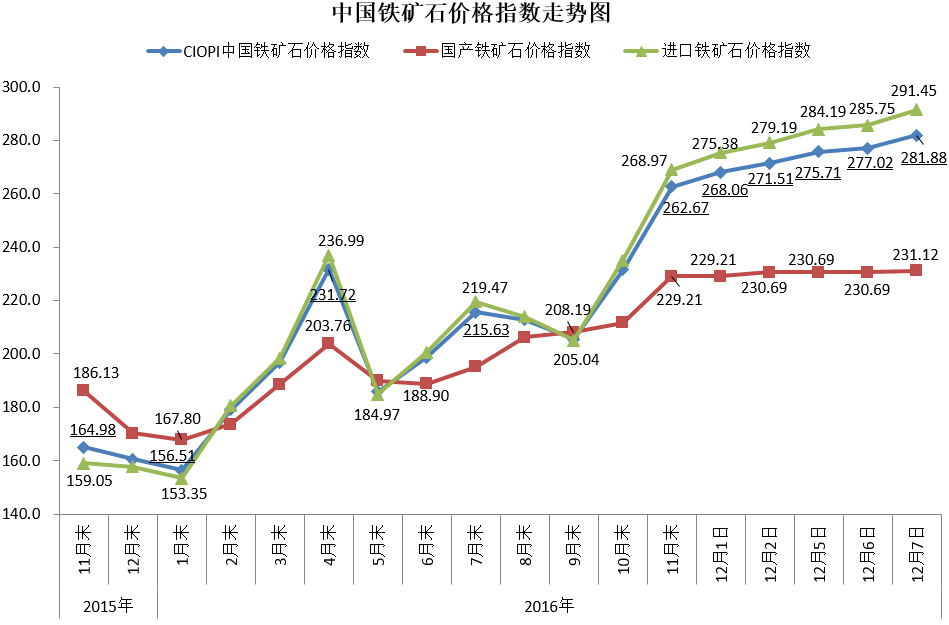 中国铁矿石价格指数走势图
CIOPI中国铁矿石价格指数 国产铁矿石价格指数 进口铁矿石价格指数
300.0
280.0
260.0
240.0
220.0
200.0
180.0
160.0
140.0
186.13
164.98
159.05
167.80
156.51
153.35
236.99
231.72
203.76
184.97
188.90
219.47
215.63
208.19
205.04
268.97
262.67
229.21
275.38
268.06
229.21
279.19
271.51
230.69
284.19
275.71
230.69
285.75
277.02
230.69
291.45
281.88
231.12
11月末
12月末
1月末
2月末
3月末
4月末
5月末
6月末
7月末
8月末
9月末
10月末
11月末
12月1日
12月2日
12月5日
12月6日
12月7日
2015年 2016年